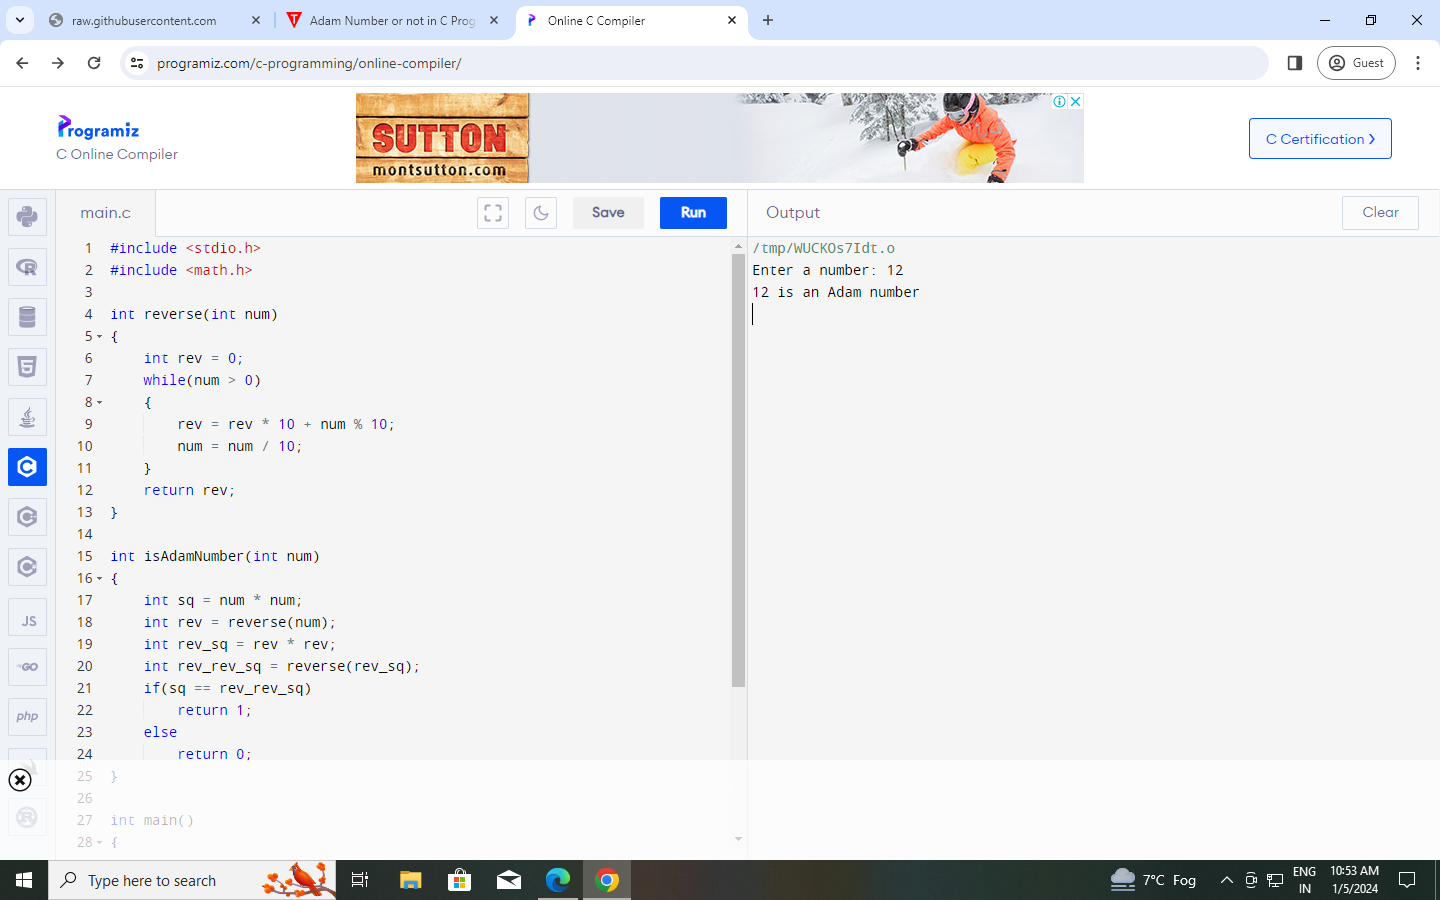 raw.githubusercontent.com
Adam Number or not in C Prog
Online C Compiler
programiz.com/c-programming/online-compiler/
Guest
Programiz
C Online Compiler
SUTTON
montsutton.com
C Certification
main.c
Save
Run
Output
Clear
1 #include <stdio.h>
2 #include <math.h>
3
4 int reverse(int num)
5 {
6 int rev = 0;
7 while(num > 0)
8 {
9 rev = rev * 10 + num % 10;
10 num = num / 10;
11 }
12 return rev;
13 }
14
15 int isAdamNumber(int num)
16 {
17 int sq = num * num;
18 int rev = reverse(num);
19 int rev_sq = rev * rev;
20 int rev_rev_sq = reverse(rev_sq);
21 if(sq == rev_rev_sq)
22 return 1;
23 else
24 return 0;
25 }
26
27 int main()
28 {
/tmp/WUCKOs7Idt.o
Enter a number: 12
12 is an Adam number
JS
GO
php
Type here to search
7°C Fog
ENG
IN
10:53 AM
1/5/2024